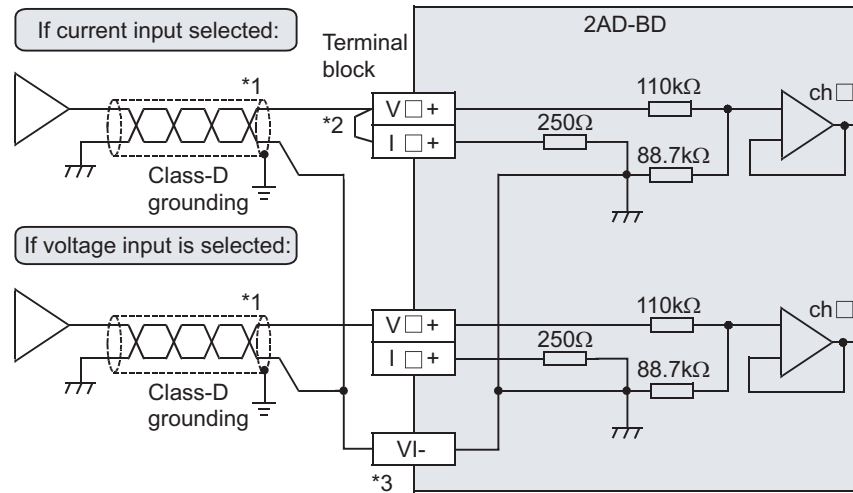 If current input selected:
Terminal
block
2AD-BD
*1
*2
V□+
I □+
110kΩ
250Ω
88.7kΩ
ch□
Class-D
grounding
If voltage input is selected:
*1
V□+
I □+
110kΩ
250Ω
88.7kΩ
ch□
Class-D
grounding
VI-
*3